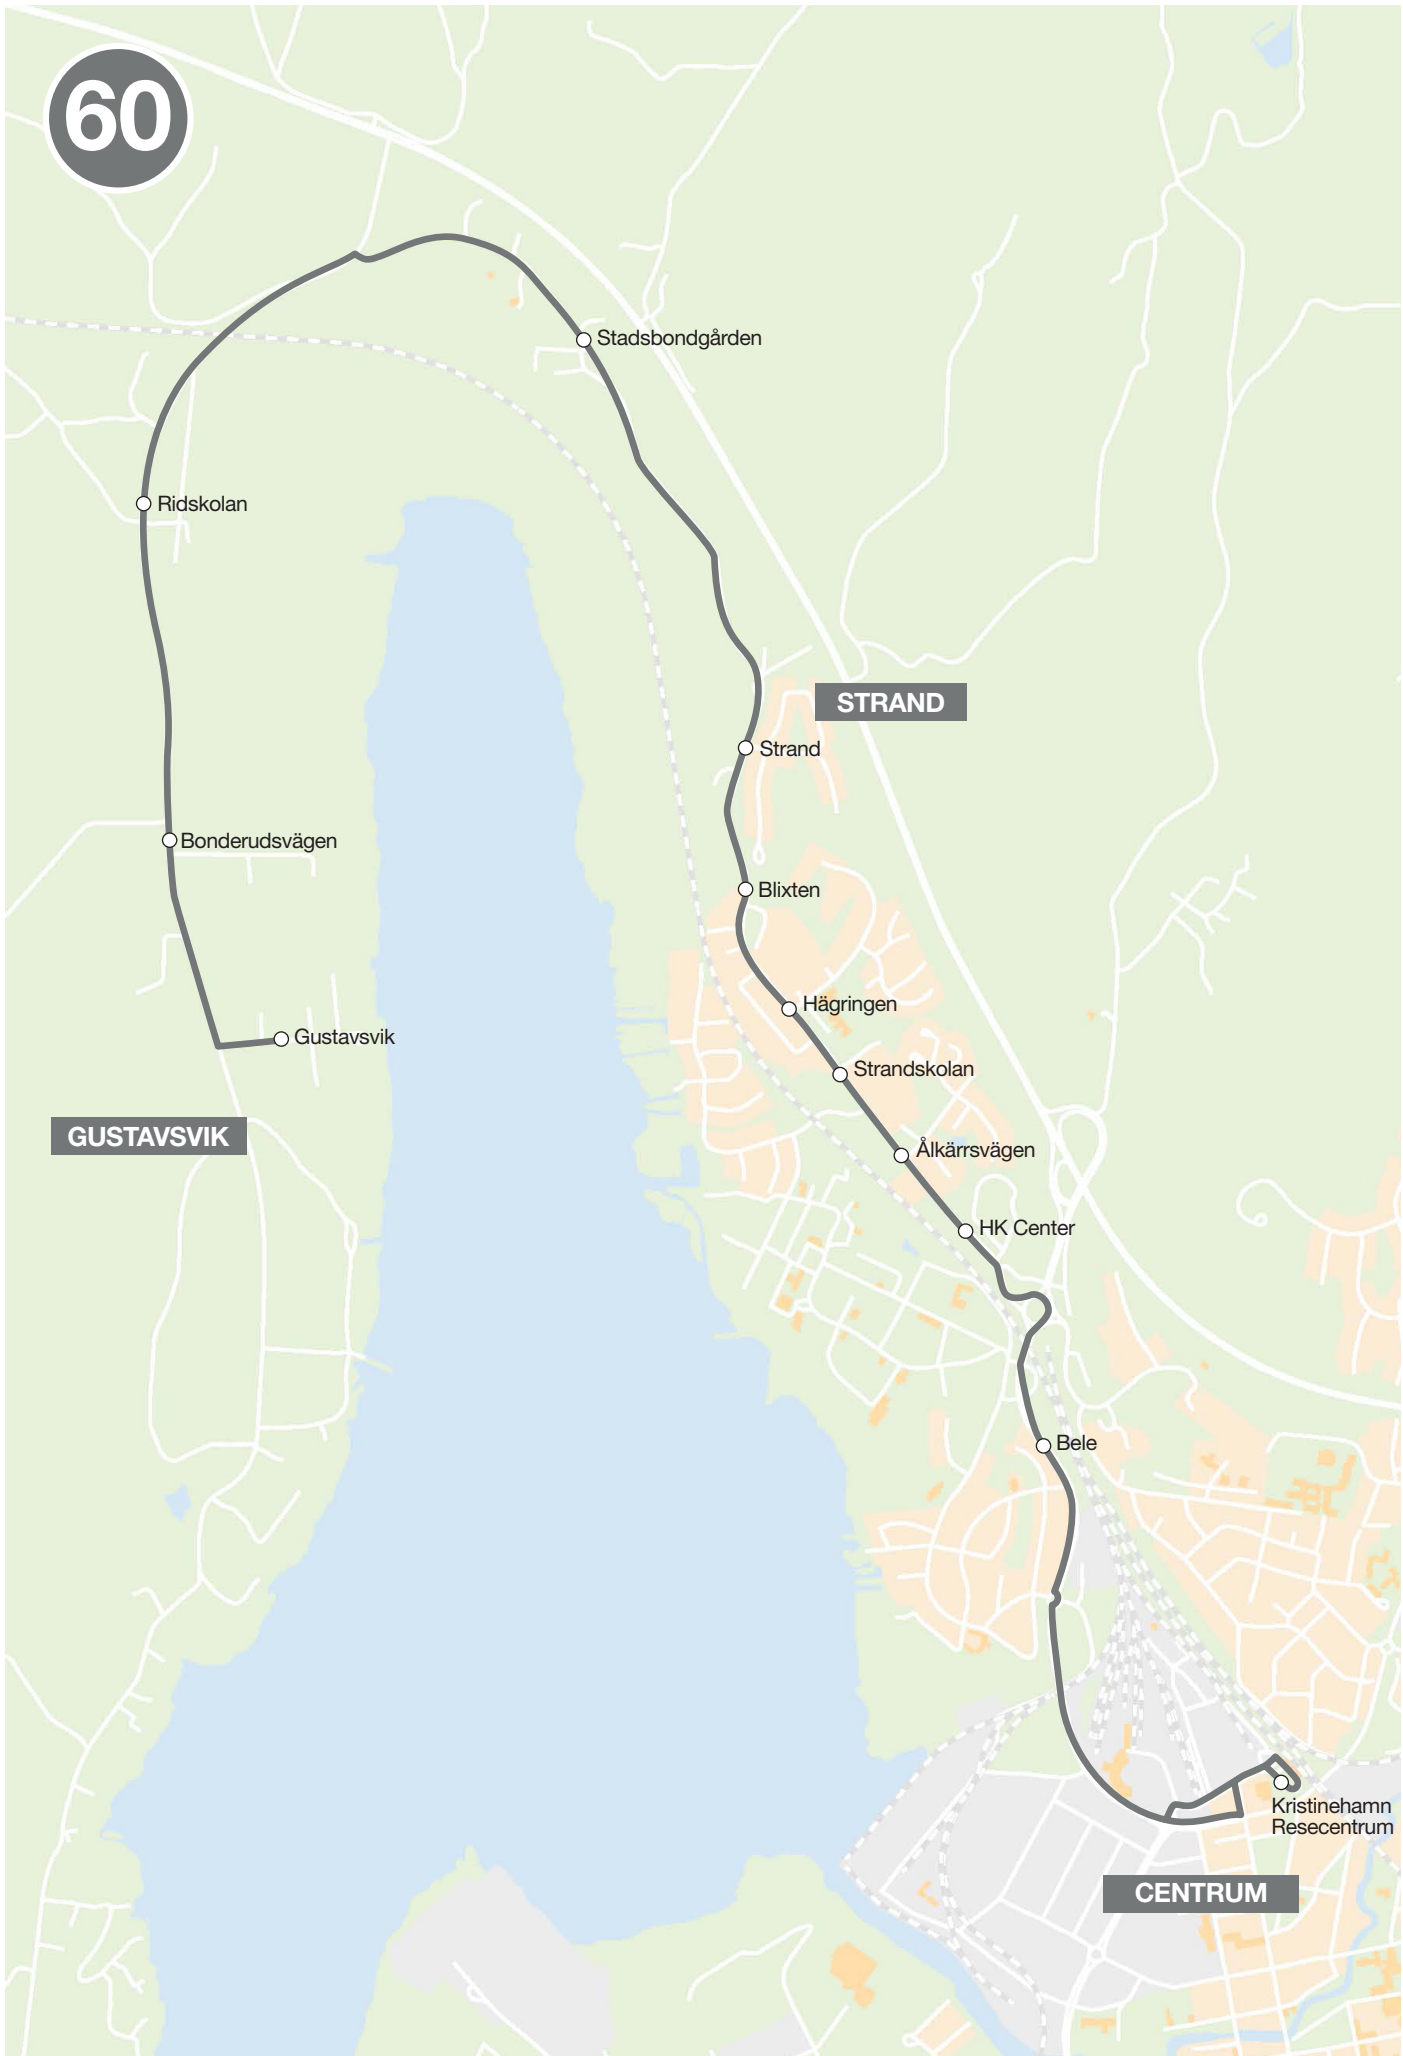 60
Stadsbondgården
Ridskolan
STRAND
Strand
Bonderudsvägen
Blixten
Hägringen
Gustavsvik
Strandskolan
GUSTAVSVIK
Ålkärrsvägen
HK Center
Bele
Kristinehamn
Resecentrum
CENTRUM